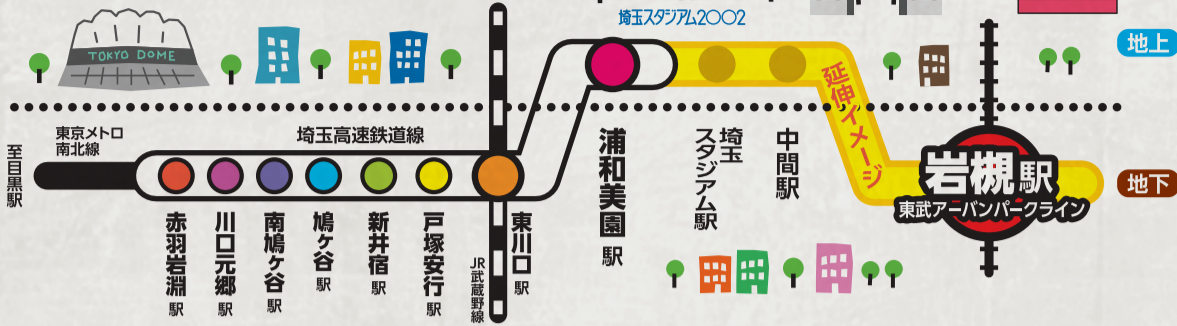 埼玉スタジアム2〇〇2
地上
TOKYO DOME
延伸イメージ
東京メトロ
南北線
埼玉高速鉄道線
至目黒駅
赤羽岩淵駅
川口元郷駅
南鳩ヶ谷駅
鳩ヶ谷駅
新井宿駅
戸塚安行駅
JR武蔵野線
東川口駅
浦和美園駅
埼玉
スタジアム駅
中間駅
岩槻駅
東武アーバンパークライン
地下